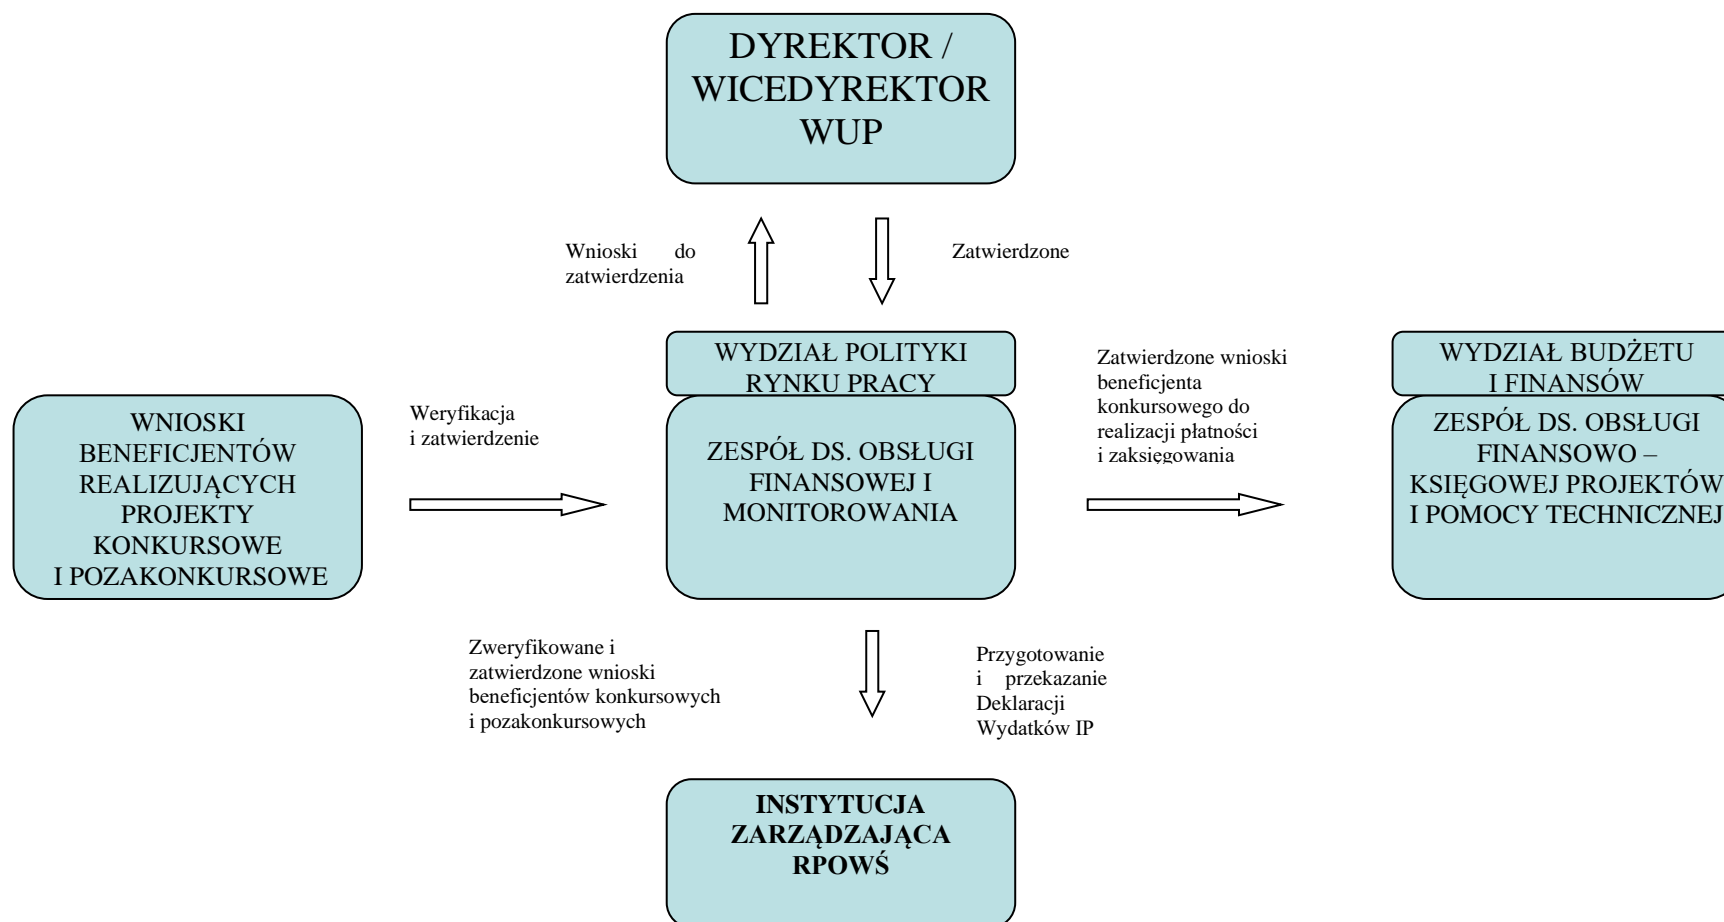 DYREKTOR /
WICEDYREKTOR
WUP
Wnioski do
zatwierdzenia
Zatwierdzone
WYDZIAŁ POLITYKI
RYNKU PRACY
ZESPÓŁ DS. OBSŁUGI
FINANSOWEJ I
MONITOROWANIA
WNIOSKI
BENEFICJENTÓW
REALIZUJĄCYCH
PROJEKTY
KONKURSOWE
I POZAKONKURSOWE
Weryfikacja
i zatwierdzenie
Zatwierdzone wnioski
beneficjenta
konkursowego do
realizacji płatności
i zaksięgowania
WYDZIAŁ BUDŻETU
I FINANSÓW
ZESPÓŁ DS. OBSŁUGI
FINANSOWO –
KSIĘGOWEJ PROJEKTÓW
I POMOCY TECHNICZNEJ
Zweryfikowane i
zatwierdzone wnioski
beneficjentów konkursowych
i pozakonkursowych
Przygotowanie
i przekazanie
Deklaracji
Wydatków IP
INSTYTUCJA
ZARZĄDZAJĄCA
RPOWŚ